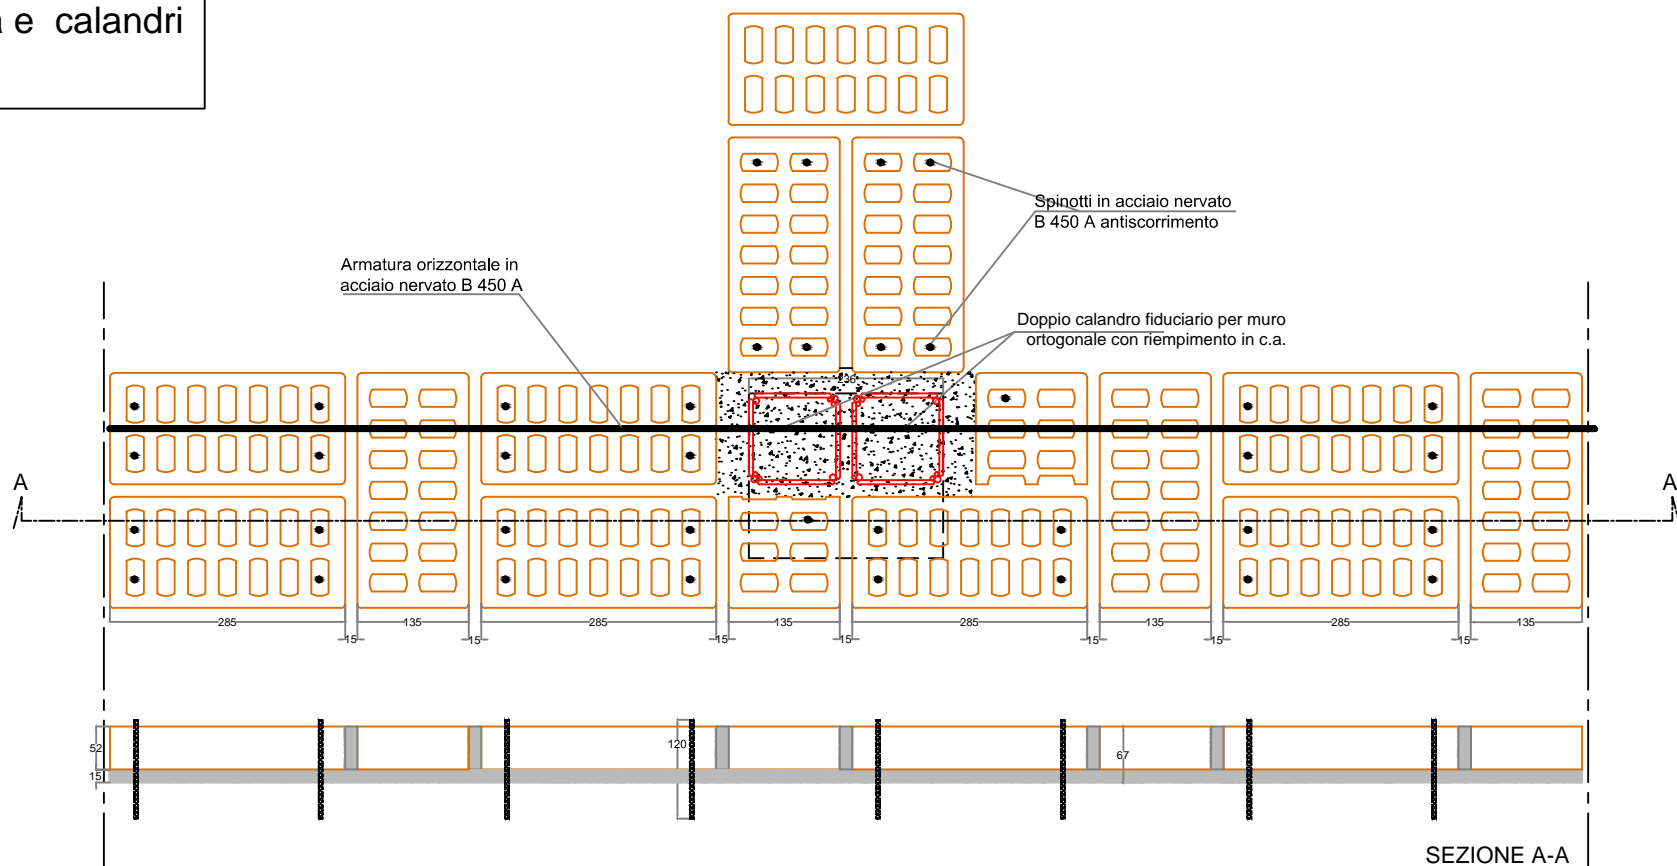 e calandri
Spinotti in acciaio nervato
B 450 A antiscorrimento
Armatura orizzontale in
acciaio nervato B 450 A
Doppio calandro fiduciario per muro
ortogonale con riempimento in c.a.
236
A
A
285
15
135
15
285
15
135
15
285
15
135
15
285
15
135
52
15
120
67
SEZIONE A-A